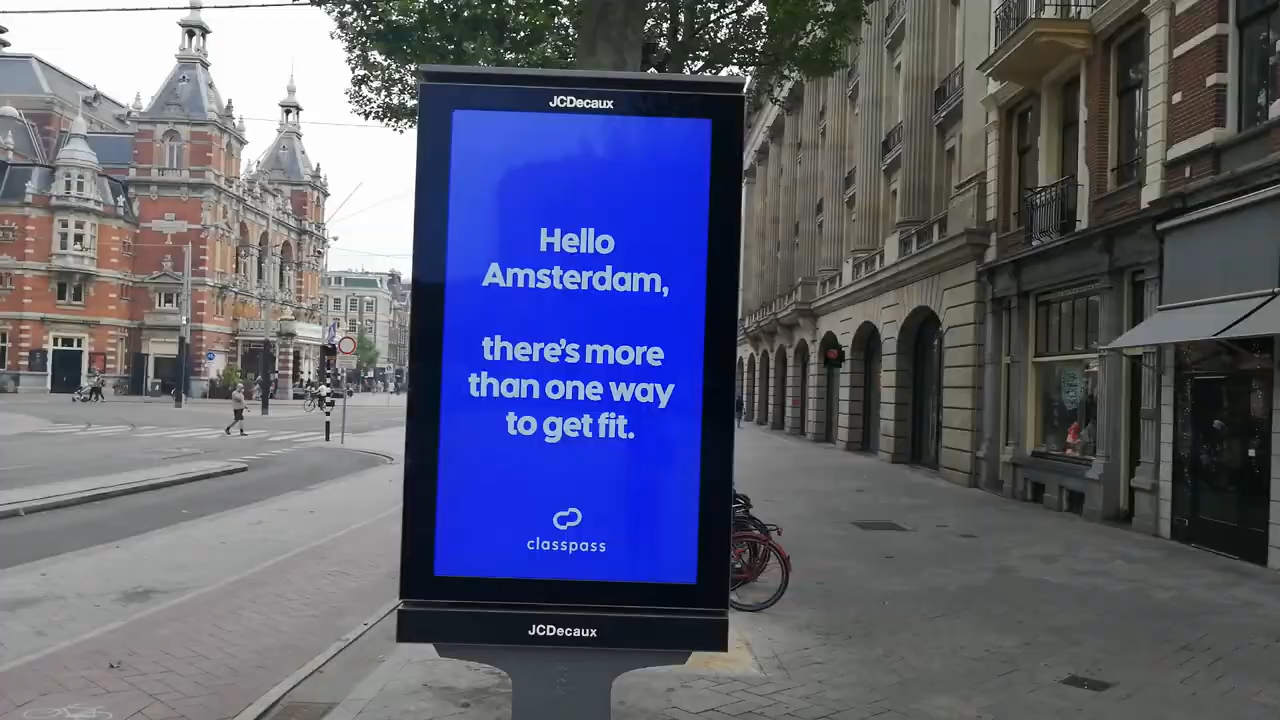 JCDecaux
Hello
Amsterdam,
there's more
than one way
to get fit.
classpass
JCDecaux